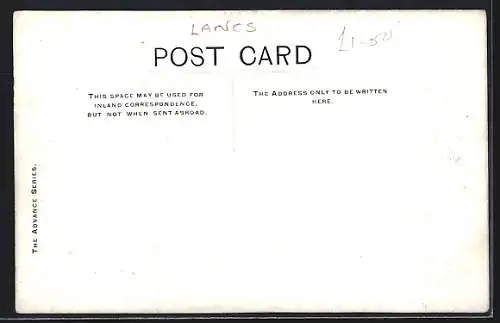 LANCS
£1-50
POST CARD
THIS SPACE MAY BE USED FOR
INLAND CORRESPONDENCE,
BUT NOT WHEN SENT ABROAD.
THE ADDRESS ONLY TO BE WRITTEN
HERE.
THE ADVANCE SERIES.